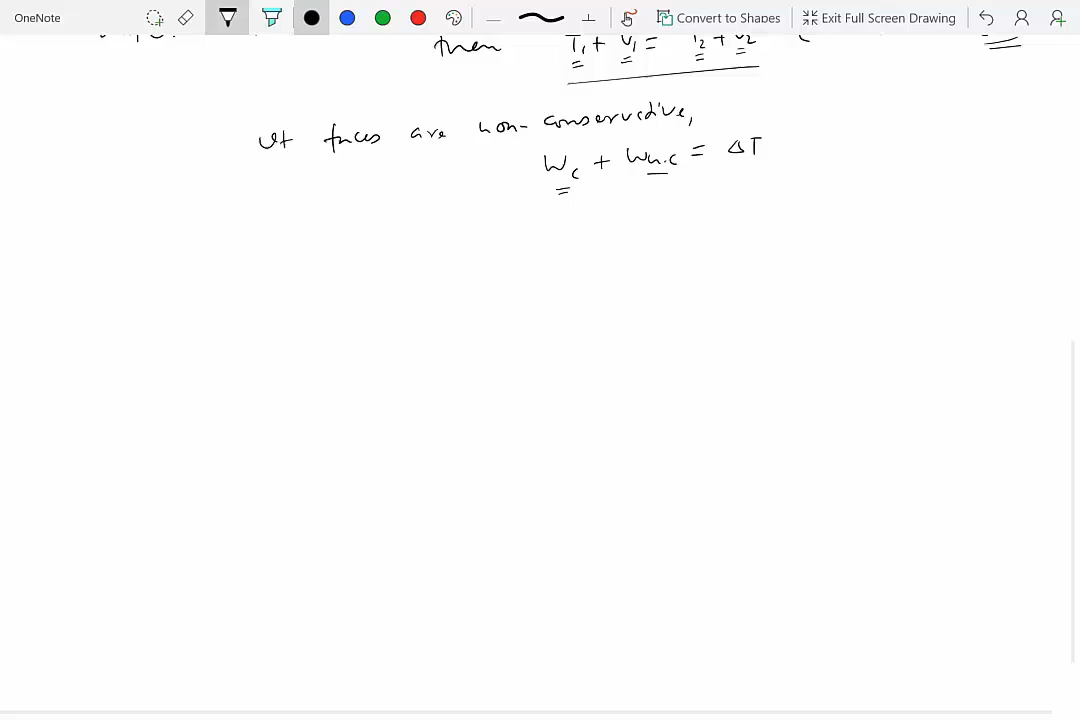 OneNote
Convert to Shapes
Exit Full Screen Drawing
then T₁ + V₁ = T₂ + V₂ (
If forces are non-conservative,
W_c + W_n.c = ΔT